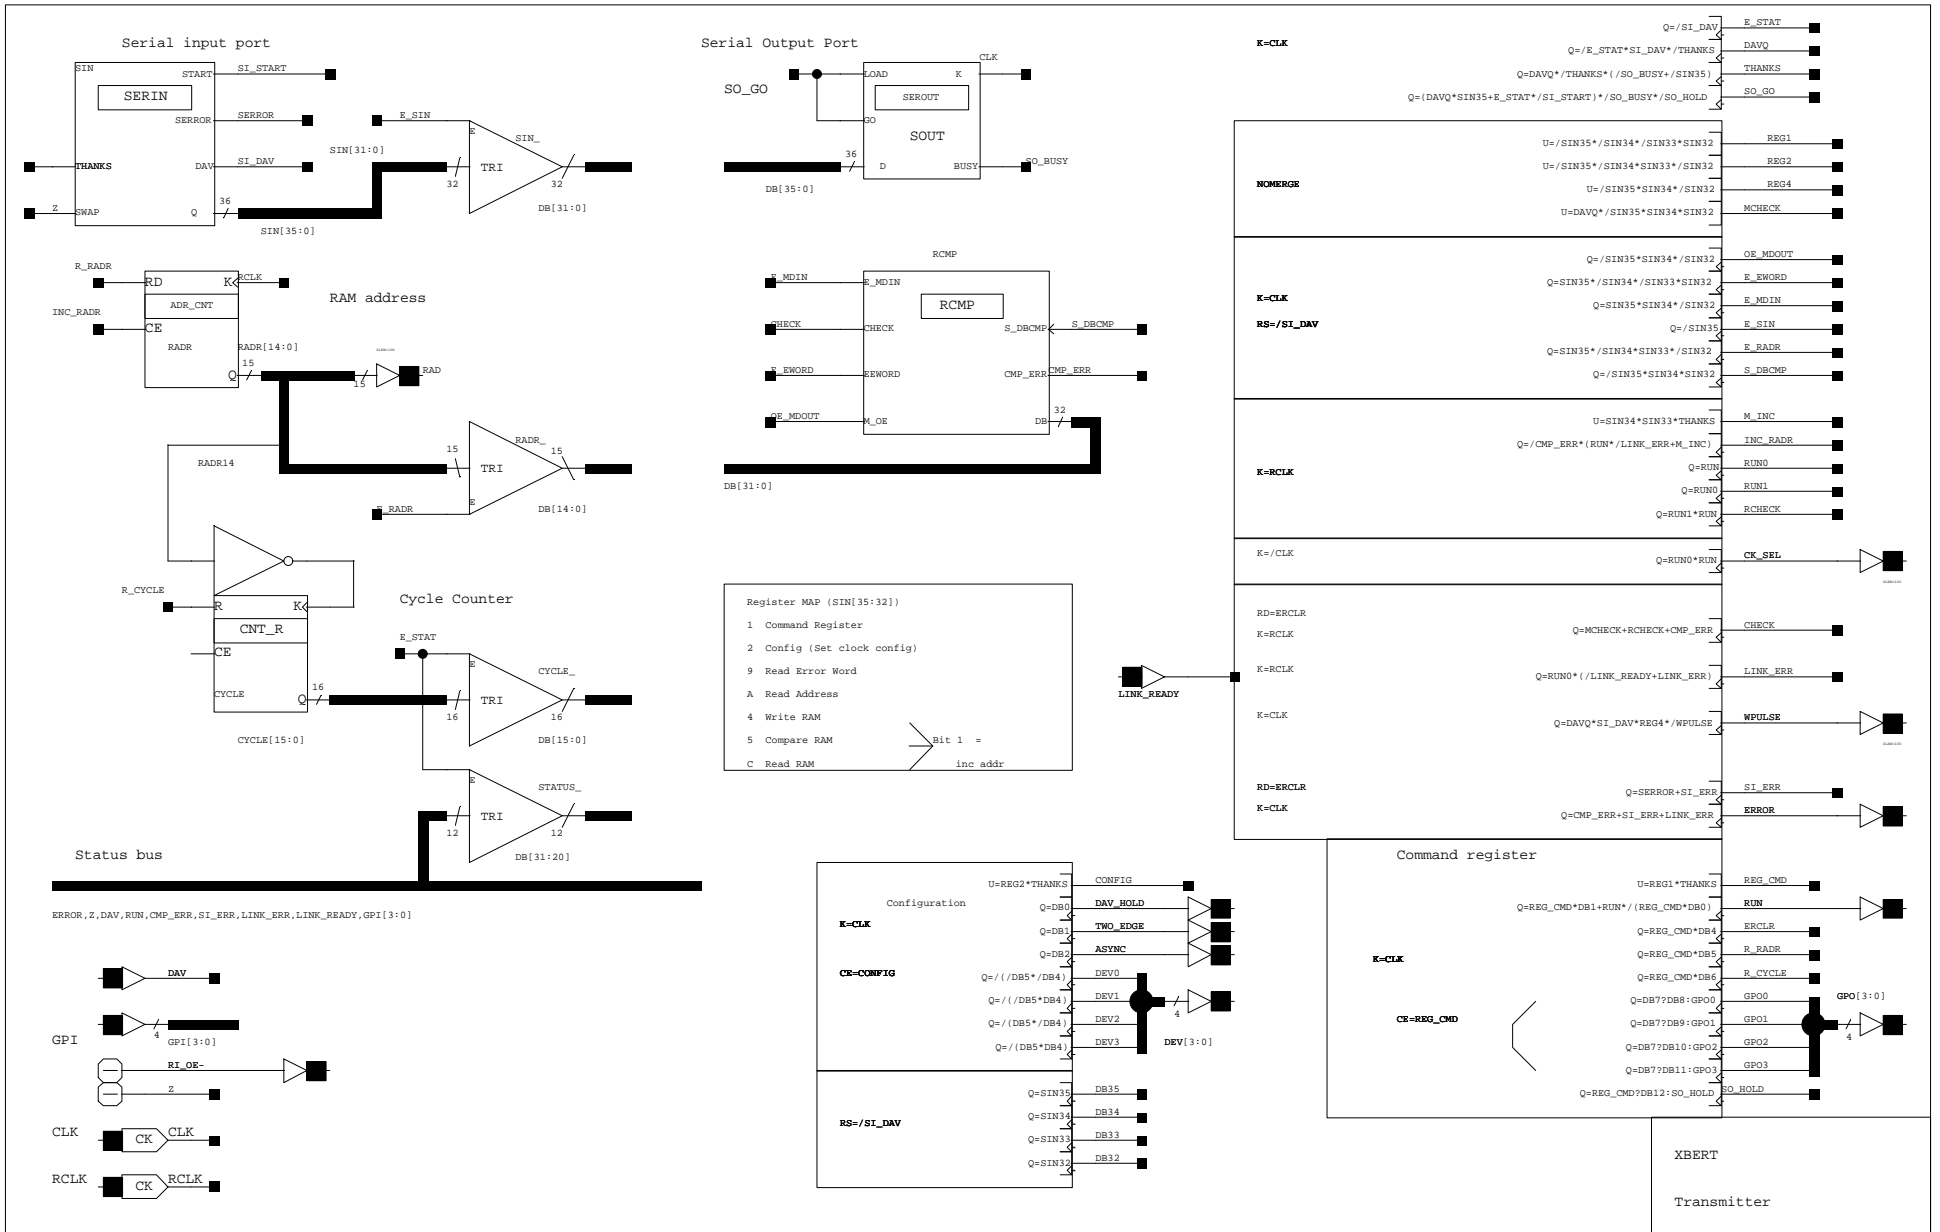 Serial input port
SIN
START
SI_START
SERIN
SERROR
SERROR
THANKS
DAV
SI_DAV
Z
SWAP
Q
36
SIN[35:0]
SIN[31:0]
E_SIN
E
SIN_
TRI
32
32
DB[31:0]
Serial Output Port
SO_GO
LOAD
K
CLK
SEROUT
GO
SOUT
36
D
BUSY
SO_BUSY
DB[35:0]
R_RADR
RD
K
RCLK
ADR_CNT
INC_RADR
CE
RADR
RADR[14:0]
Q
15
15
RAD
RAM address
RADR14
15
RADR_
15
TRI
E
E_RADR
DB[14:0]
RCMP
E_MDIN
E_MDIN
RCMP
CHECK
CHECK
S_DBCMP
S_DBCMP
E_EWORD
EEWORD
CMP_ERR
CMP_ERR
OE_MDOUT
M_OE
DB
32
DB[31:0]
R_CYCLE
R
K
CNT_R
CE
CYCLE
Q
16
CYCLE[15:0]
Cycle Counter
E_STAT
E
CYCLE_
TRI
16
16
DB[15:0]
E
STATUS_
TRI
12
12
DB[31:20]
Status bus
ERROR,Z,DAV,RUN,CMP_ERR,SI_ERR,LINK_ERR,LINK_READY,GPI[3:0]
DAV
GPI
4
GPI[3:0]
RI_OE-
Z
CLK
CK
CLK
RCLK
CK
RCLK
Register MAP (SIN[35:32])
1 Command Register
2 Config (Set clock config)
9 Read Error Word
A Read Address
4 Write RAM
5 Compare RAM
Bit 1 =
C Read RAM
inc addr
Configuration
K=CLK
CE=CONFIG
U=REG2*THANKS CONFIG
Q=DB0 DAV_HOLD
Q=DB1 TWO_EDGE
Q=DB2 ASYNC
Q=/(/DB5*/DB4) DEV0
Q=/(/DB5*DB4) DEV1
Q=/(DB5*/DB4) DEV2
Q=/(DB5*DB4) DEV3
4
DEV[3:0]
RS=/SI_DAV
Q=SIN35 DB35
Q=SIN34 DB34
Q=SIN33 DB33
Q=SIN32 DB32
K=CLK
Q=/SI_DAV E_STAT
Q=/E_STAT*SI_DAV*/THANKS DAVQ
Q=DAVQ*/THANKS*(/SO_BUSY+/SIN35) THANKS
Q=(DAVQ*SIN35+E_STAT*/SI_START)*/SO_BUSY*/SO_HOLD SO_GO
NOMERGE
U=/SIN35*/SIN34*/SIN33*SIN32 REG1
U=/SIN35*/SIN34*SIN33*/SIN32 REG2
U=/SIN35*SIN34*/SIN32 REG4
U=DAVQ*/SIN35*SIN34*SIN32 MCHECK
K=CLK
RS=/SI_DAV
Q=/SIN35*SIN34*/SIN32 OE_MDOUT
Q=SIN35*/SIN34*/SIN33*SIN32 E_EWORD
Q=SIN35*SIN34*/SIN32 E_MDIN
Q=/SIN35 E_SIN
Q=SIN35*/SIN34*SIN33*/SIN32 E_RADR
Q=/SIN35*SIN34*SIN32 S_DBCMP
K=RCLK
U=SIN34*SIN33*THANKS M_INC
Q=/CMP_ERR*(RUN*/LINK_ERR+M_INC) INC_RADR
Q=RUN RUN0
Q=RUN0 RUN1
Q=RUN1*RUN RCHECK
K=/CLK
Q=RUN0*RUN CK_SEL
RD=ERCLR
K=RCLK
Q=MCHECK+RCHECK+CMP_ERR CHECK
LINK_READY
K=RCLK
Q=RUN0*(/LINK_READY+LINK_ERR) LINK_ERR
K=CLK
Q=DAVQ*SI_DAV*REG4*/WPULSE WPULSE
RD=ERCLR
K=CLK
Q=SERROR+SI_ERR SI_ERR
Q=CMP_ERR+SI_ERR+LINK_ERR ERROR
Command register
K=CLK
CE=REG_CMD
U=REG1*THANKS REG_CMD
Q=REG_CMD*DB1+RUN*/(REG_CMD*DB0) RUN
Q=REG_CMD*DB4 ERCLR
Q=REG_CMD*DB5 R_RADR
Q=REG_CMD*DB6 R_CYCLE
Q=DB7?DB8:GPO0 GPO0
Q=DB7?DB9:GPO1 GPO1
Q=DB7?DB10:GPO2 GPO2
Q=DB7?DB11:GPO3 GPO3
GPO[3:0]
4
Q=REG_CMD?DB12:SO_HOLD SO_HOLD
XBERT
Transmitter